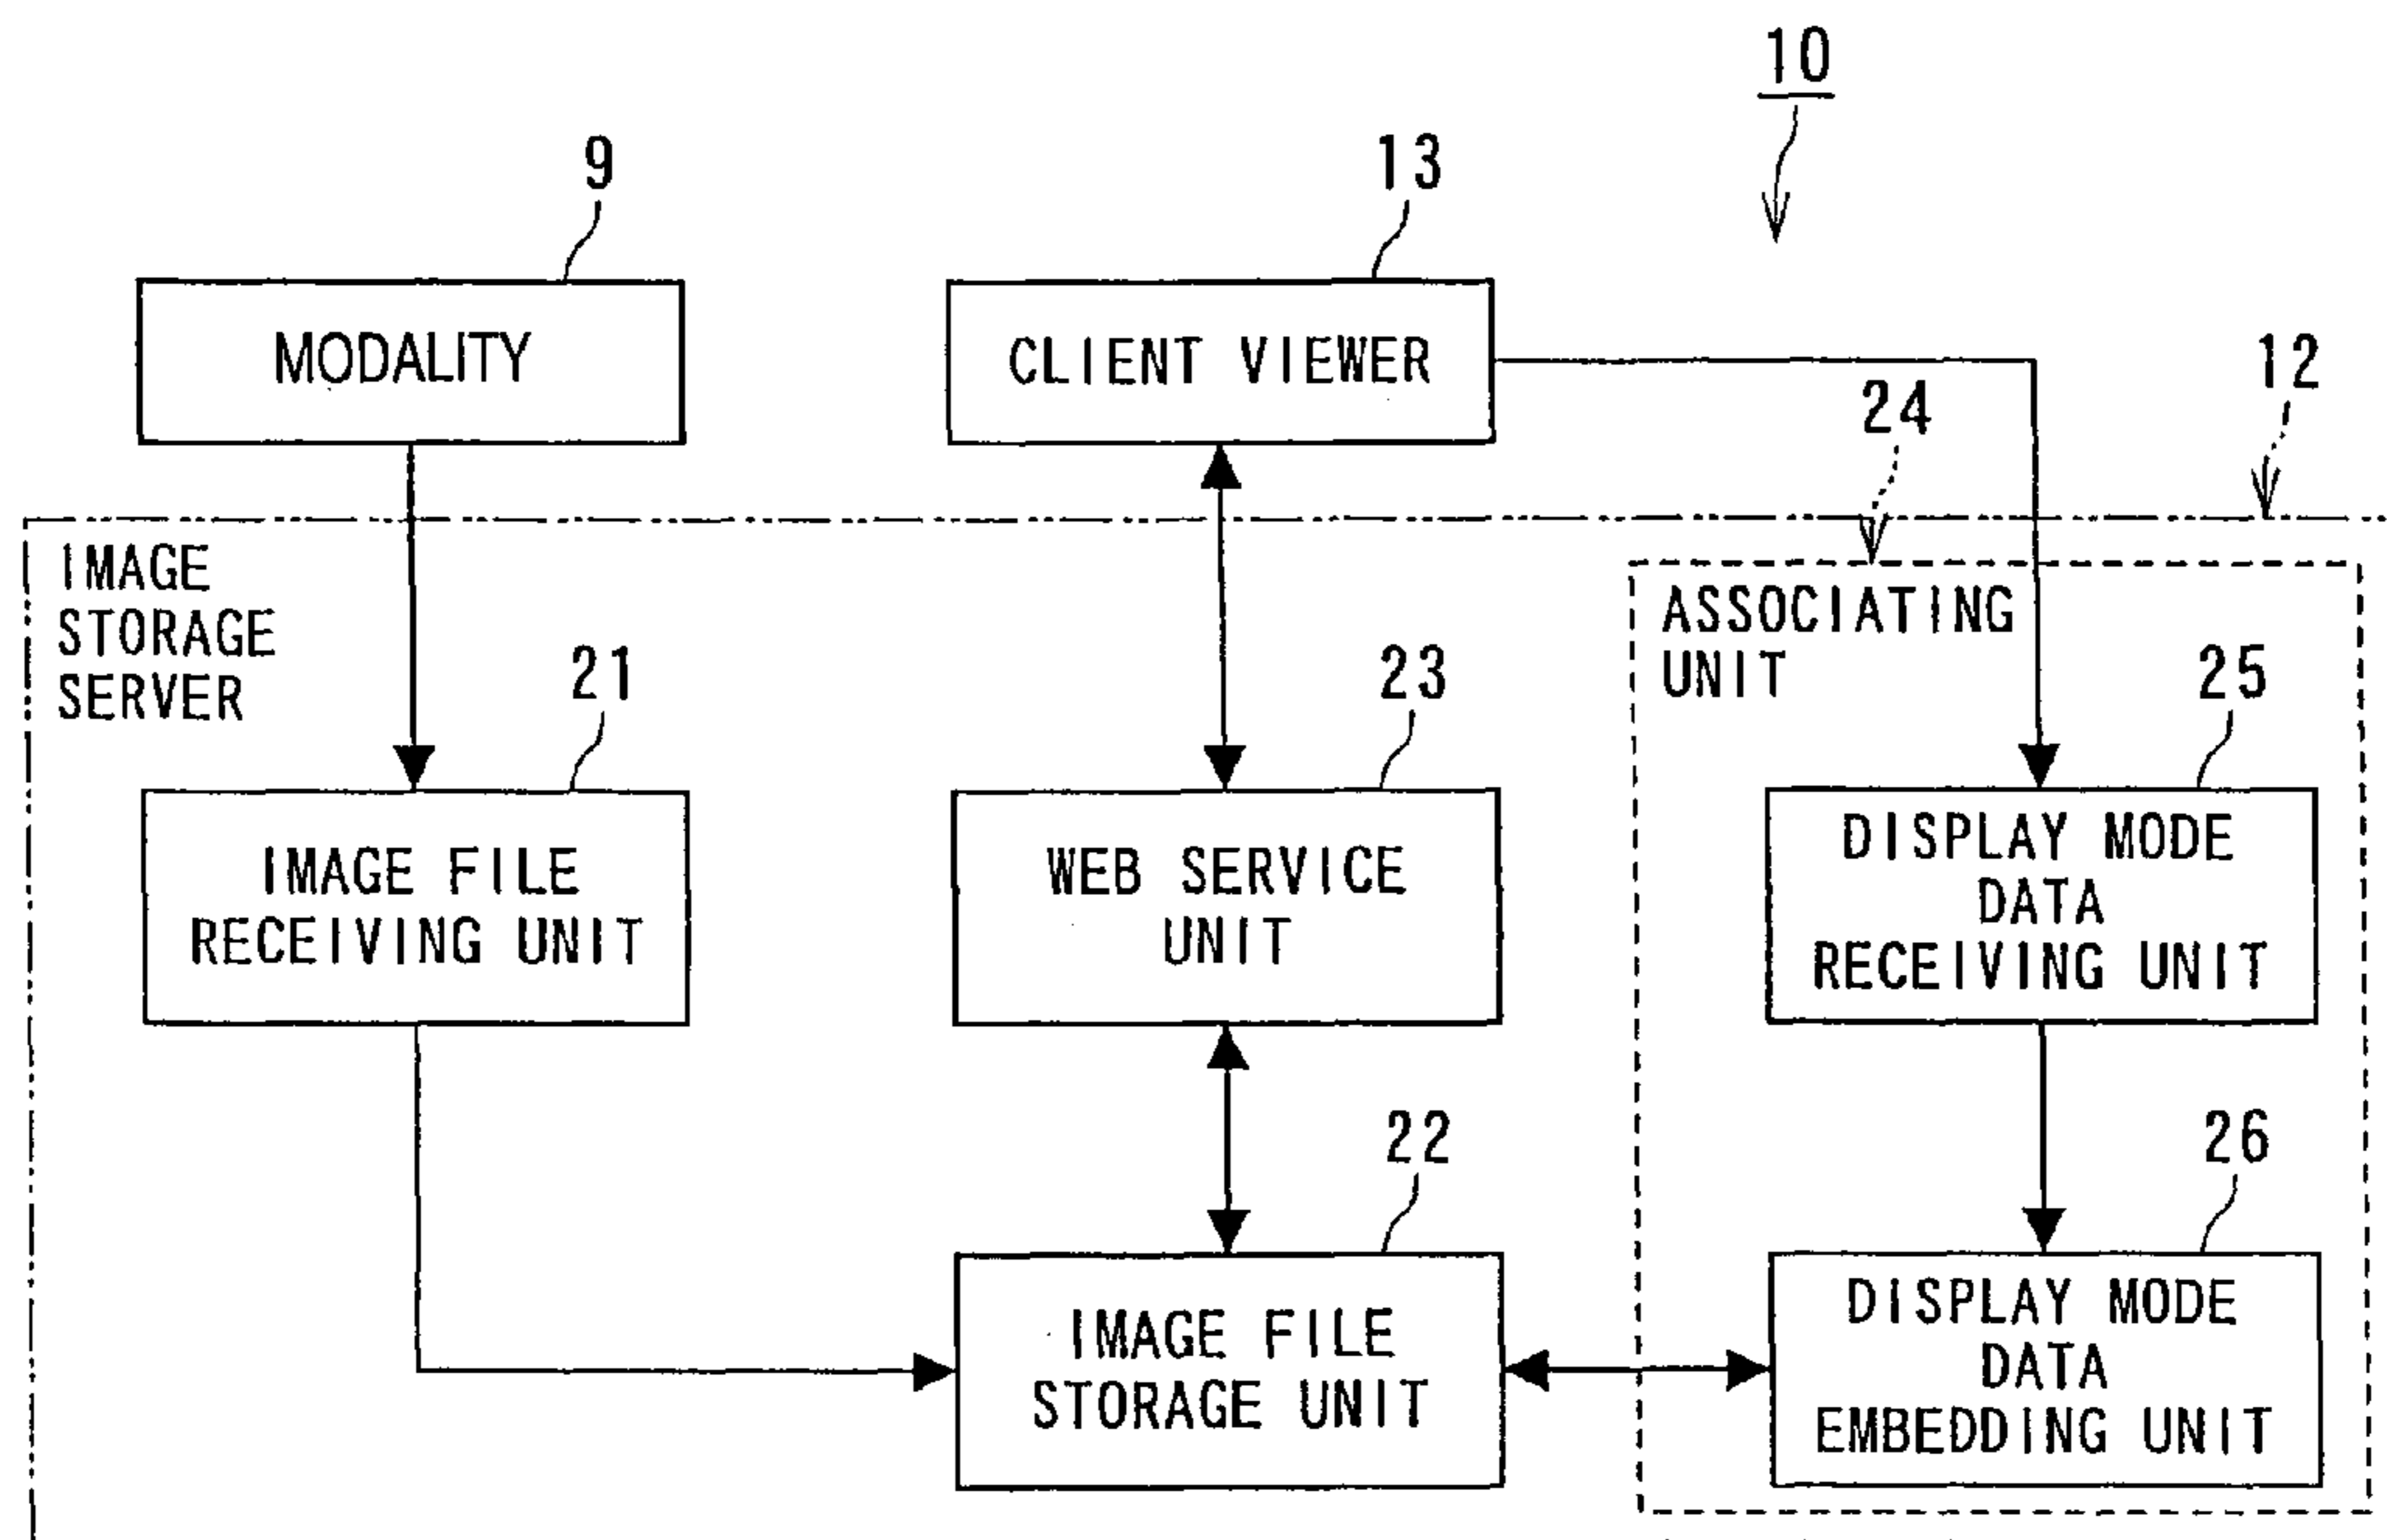 10
9
13
MODALITY
CLIENT VIEWER
12
24
IMAGE
STORAGE
SERVER
ASSOCIATING
UNIT
21
23
25
IMAGE FILE
RECEIVING UNIT
WEB SERVICE
UNIT
DISPLAY MODE
DATA
RECEIVING UNIT
22
26
IMAGE FILE
STORAGE UNIT
DISPLAY MODE
DATA
EMBEDDING UNIT